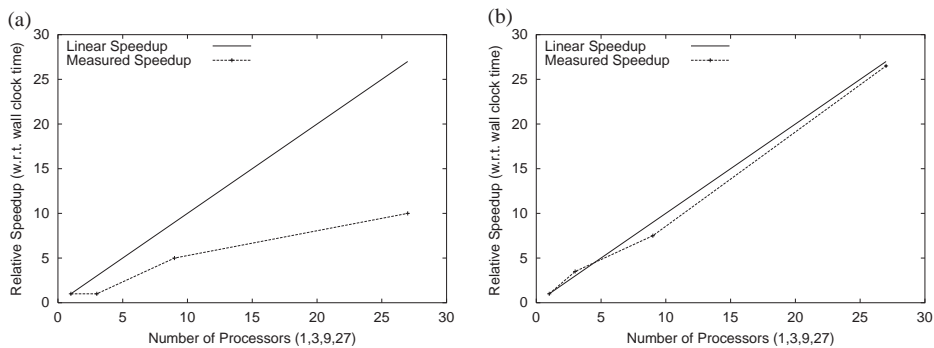 (a)
30
25
20
15
10
5
0
Relative Speedup (w.r.t. wall clock time)
Linear Speedup
Measured Speedup
0 5 10 15 20 25 30
Number of Processors (1,3,9,27)
(b)
30
25
20
15
10
5
0
Relative Speedup (w.r.t. wall clock time)
Linear Speedup
Measured Speedup
0 5 10 15 20 25 30
Number of Processors (1,3,9,27)